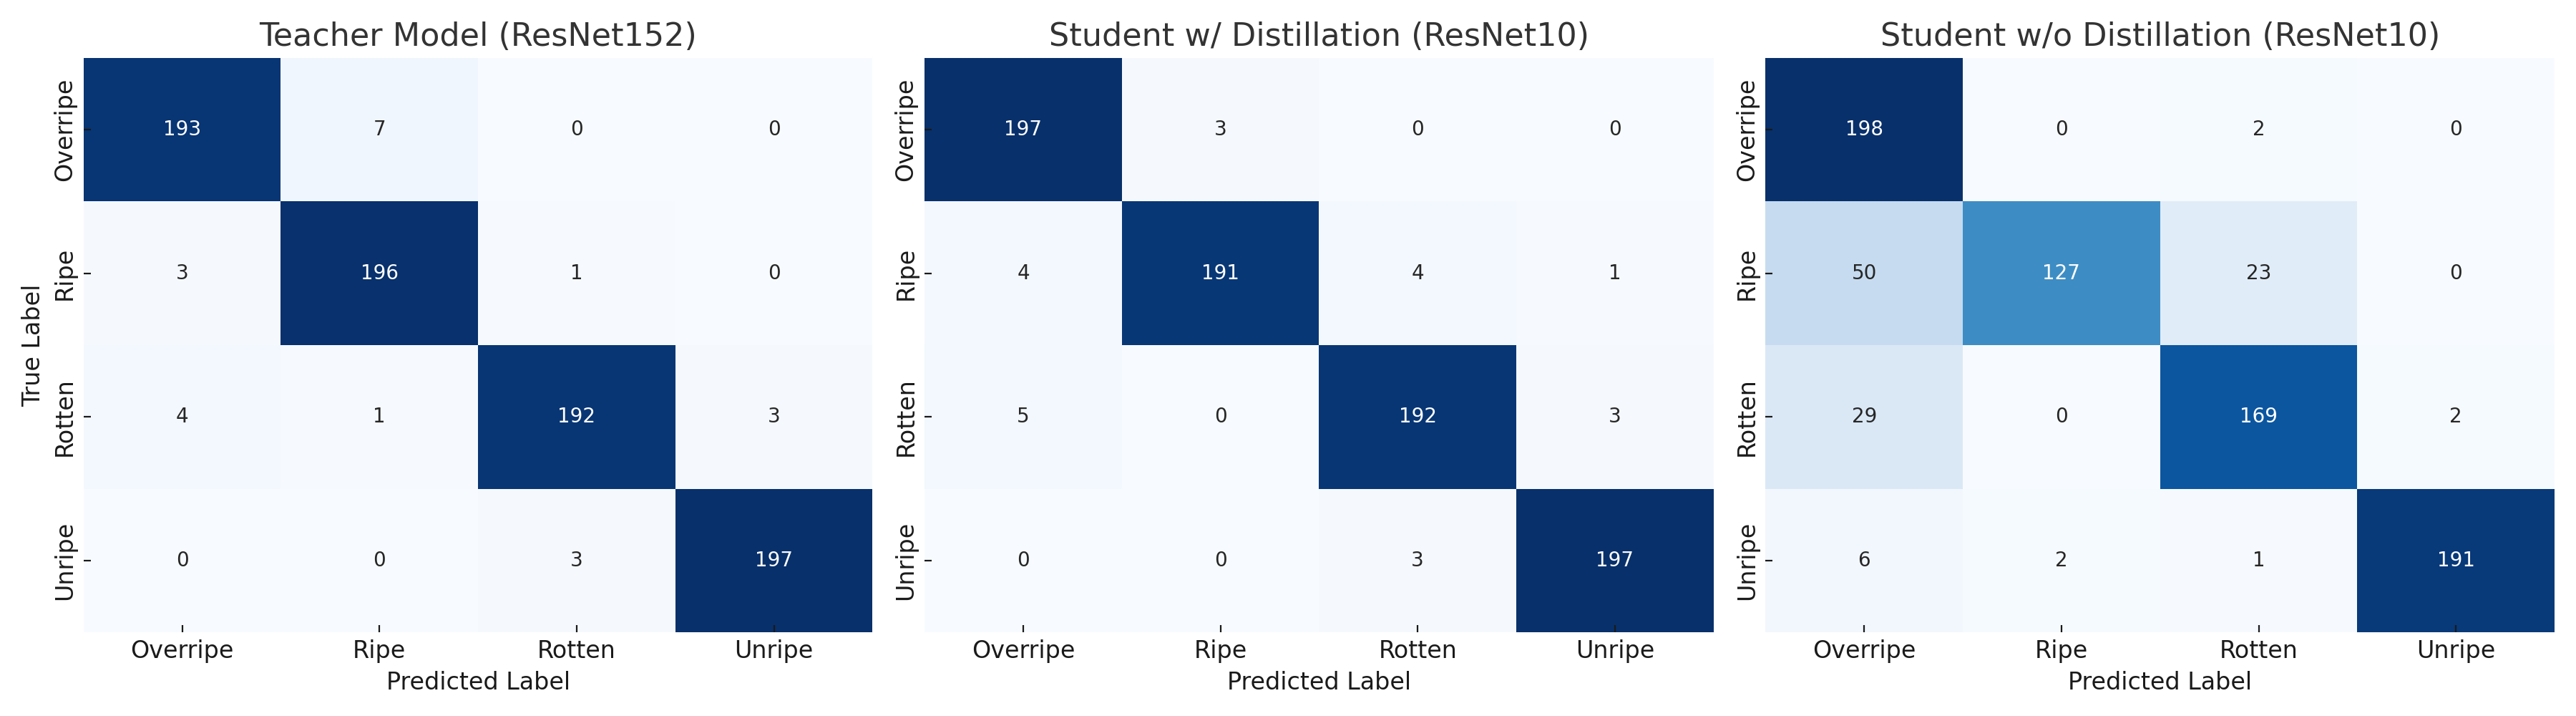 Teacher Model (ResNet152)
True Label
Overripe 193 7 0 0
Ripe 3 196 1 0
Rotten 4 1 192 3
Unripe 0 0 3 197
Overripe Ripe Rotten Unripe
Predicted Label
Student w/ Distillation (ResNet10)
Overripe 197 3 0 0
Ripe 4 191 4 1
Rotten 5 0 192 3
Unripe 0 0 3 197
Overripe Ripe Rotten Unripe
Predicted Label
Student w/o Distillation (ResNet10)
Overripe 198 0 2 0
Ripe 50 127 23 0
Rotten 29 0 169 2
Unripe 6 2 1 191
Overripe Ripe Rotten Unripe
Predicted Label